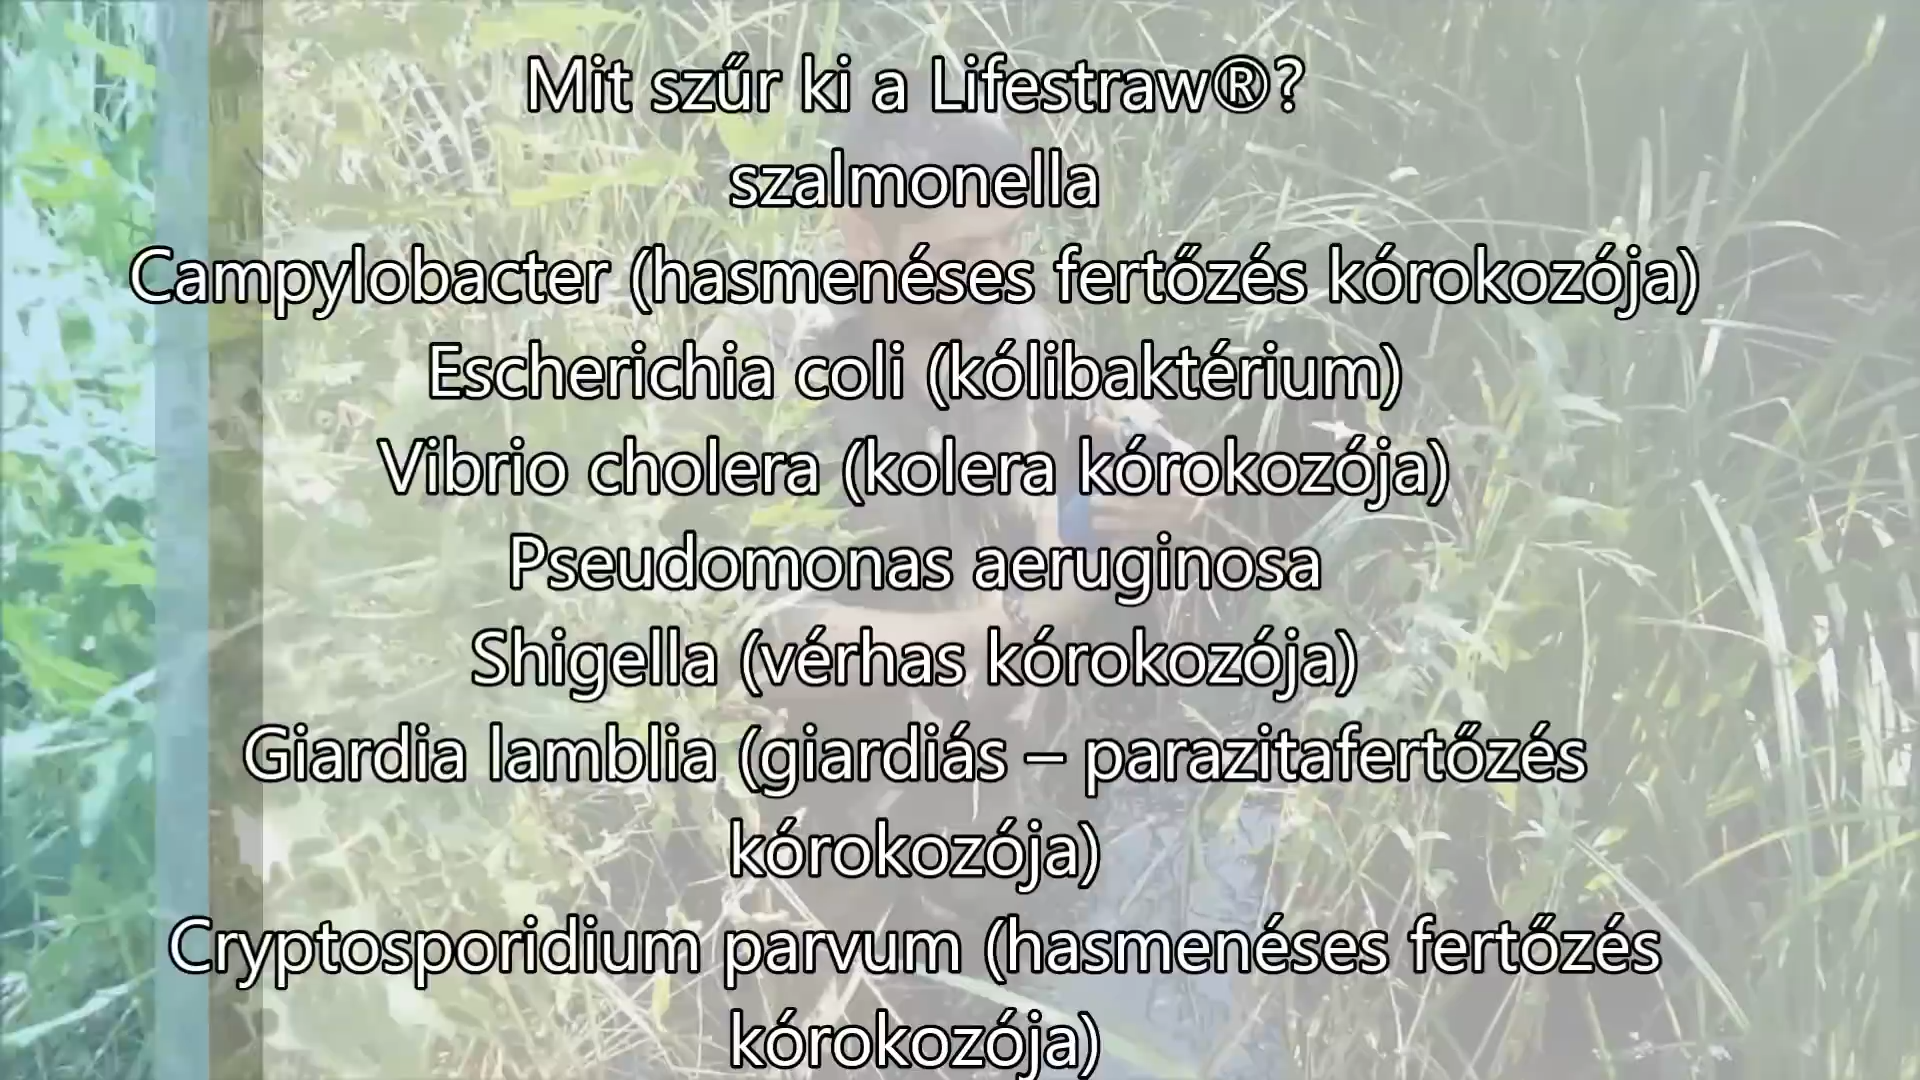 Mit szűr ki a Lifestraw®?
szalmonella
Campylobacter (hasmenéses fertőzés kórokozója)
Escherichia coli (kólibaktérium)
Vibrio cholera (kolera kórokozója)
Pseudomonas aeruginosa
Shigella (vérhas kórokozója)
Giardia lamblia (giardiás – parazitafertőzés
kórokozója)
Cryptosporidium parvum (hasmenéses fertőzés
kórokozója)